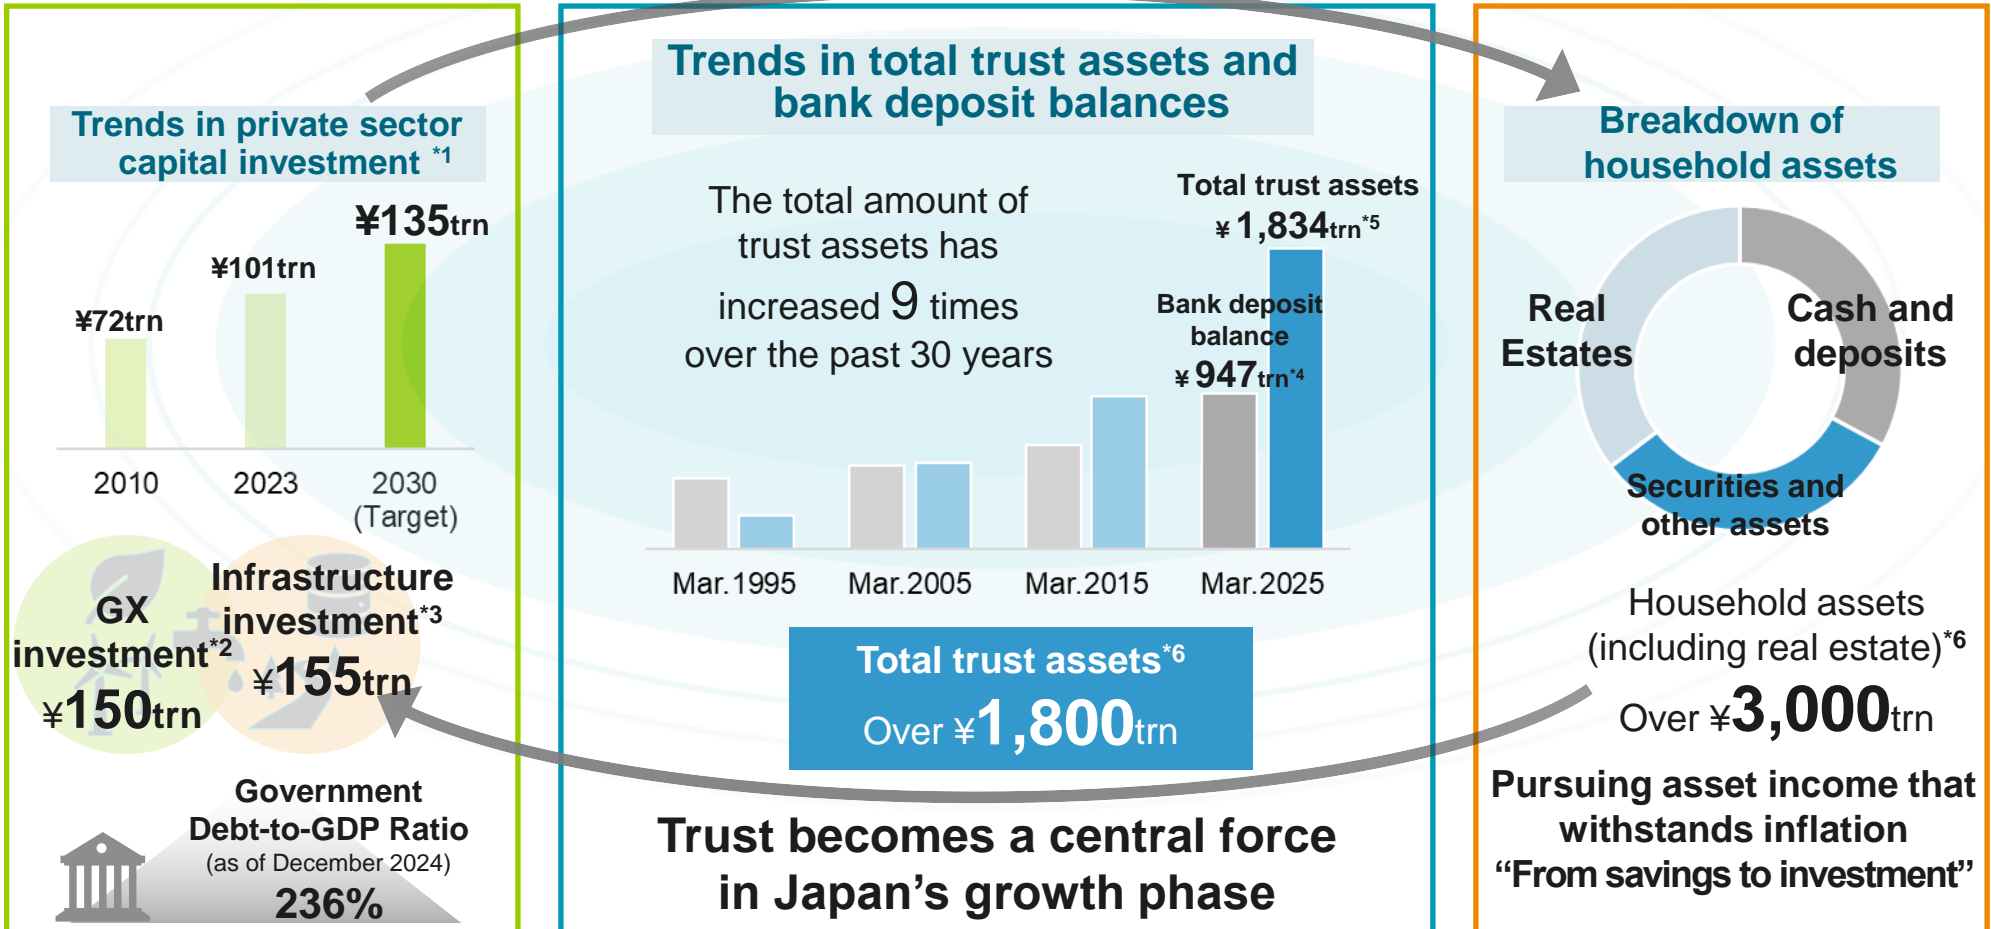 Trends in private sector
capital investment *1
¥135trn
¥101trn
¥72trn
2010
2023
2030
(Target)
GX
investment*2
¥150trn
Infrastructure
investment*3
¥155trn
Government
Debt-to-GDP Ratio
(as of December 2024)
236%
Trends in total trust assets and
bank deposit balances
The total amount of
trust assets has
increased 9 times
over the past 30 years
Total trust assets
¥1,834trn*5
Bank deposit
balance
¥947trn*4
Mar.1995
Mar.2005
Mar.2015
Mar.2025
Total trust assets*6
Over ¥1,800trn
Trust becomes a central force
in Japan’s growth phase
Breakdown of
household assets
Real
Estates
Cash and
deposits
Securities and
other assets
Household assets
(including real estate)*6
Over ¥3,000trn
Pursuing asset income that
withstands inflation
“From savings to investment”